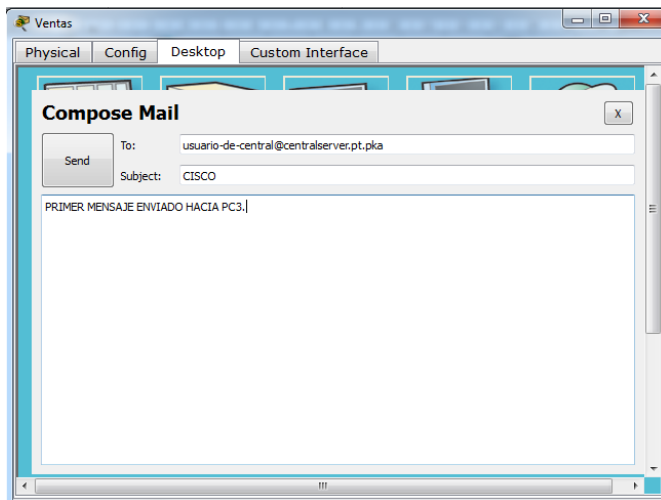 Ventas
Physical Config Desktop Custom Interface
Compose Mail
X
Send
To: usuario-de-central@centralserver.pt.pka
Subject: CISCO
PRIMER MENSAJE ENVIADO HACIA PC3.